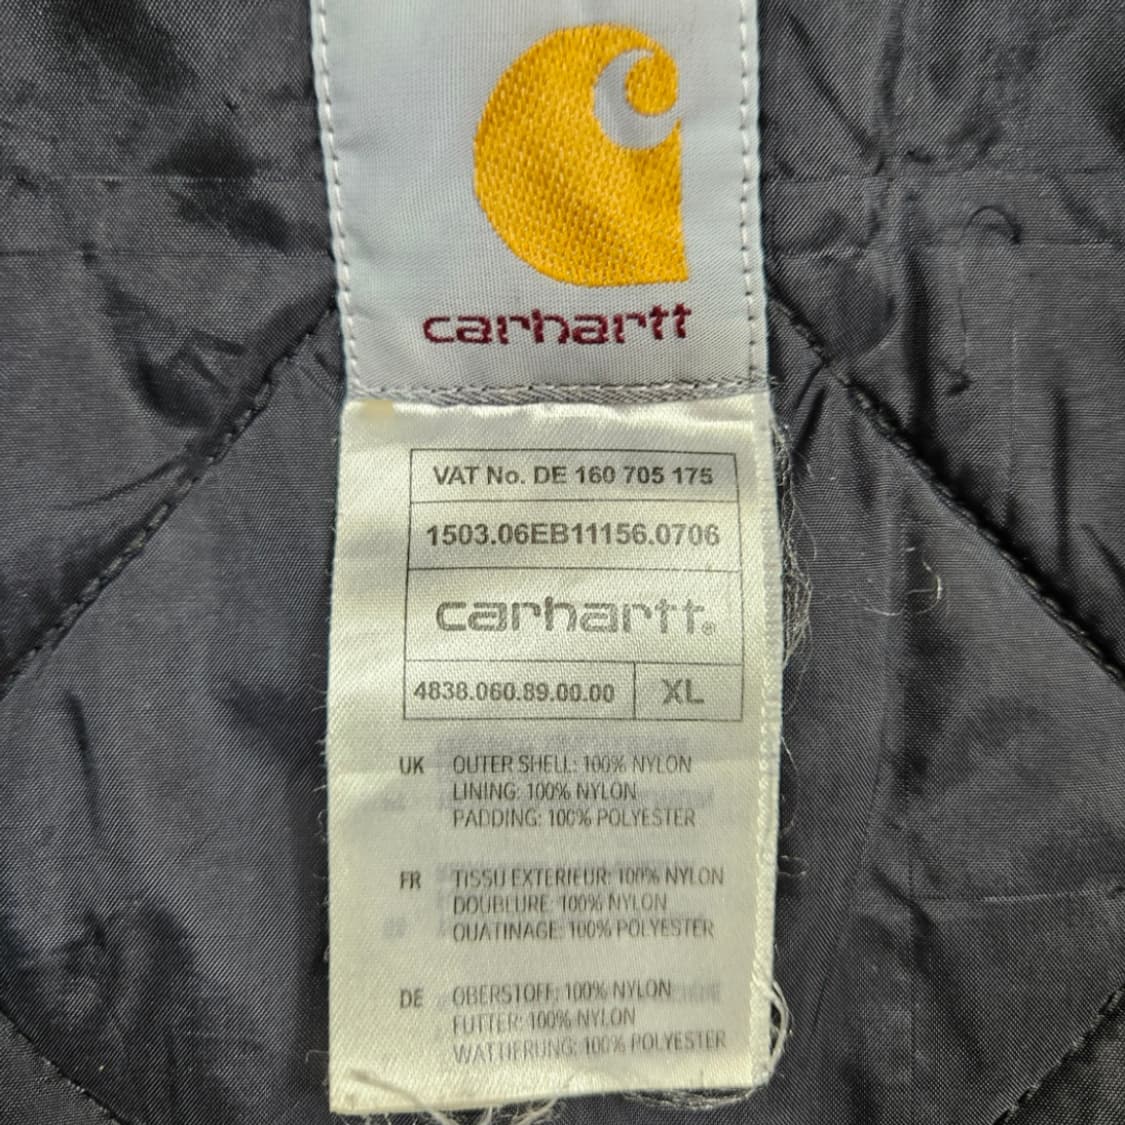 carhartt
VAT No. DE 160 705 175
1503.06EB11156.0706
carhartt®
4838.060.89.00.00 XL
UK OUTER SHELL: 100% NYLON
LINING: 100% NYLON
PADDING: 100% POLYESTER
FR TISSU EXTERIEUR: 100% NYLON
DOUBLURE: 100% NYLON
OUATINAGE: 100% POLYESTER
DE OBERSTOFF: 100% NYLON
FUTTER: 100% NYLON
WATTIERUNG: 100% POLYESTER